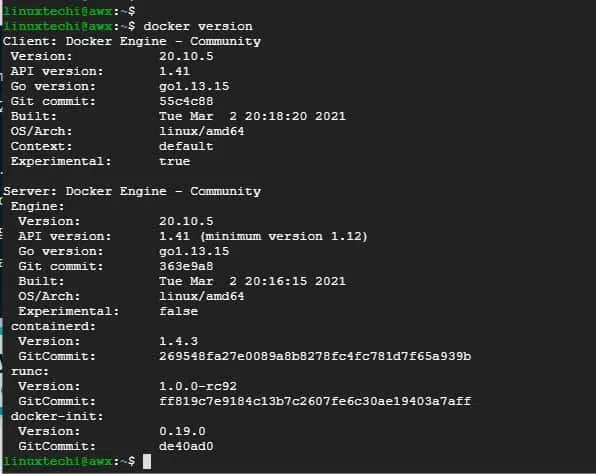 linuxtechi@awx:~$
linuxtechi@awx:~$ docker version
Client: Docker Engine - Community
 Version:           20.10.5
 API version:       1.41
 Go version:        go1.13.15
 Git commit:        55c4c88
 Built:             Tue Mar  2 20:18:20 2021
 OS/Arch:           linux/amd64
 Context:           default
 Experimental:      true

Server: Docker Engine - Community
 Engine:
  Version:          20.10.5
  API version:      1.41 (minimum version 1.12)
  Go version:       go1.13.15
  Git commit:       363e9a8
  Built:            Tue Mar  2 20:16:15 2021
  OS/Arch:          linux/amd64
  Experimental:     false
 containerd:
  Version:          1.4.3
  GitCommit:        269548fa27e0089a8b8278fc4fc781d7f65a939b
 runc:
  Version:          1.0.0-rc92
  GitCommit:        ff819c7e9184c13b7c2607fe6c30ae19403a7aff
 docker-init:
  Version:          0.19.0
  GitCommit:        de40ad0
linuxtechi@awx:~$